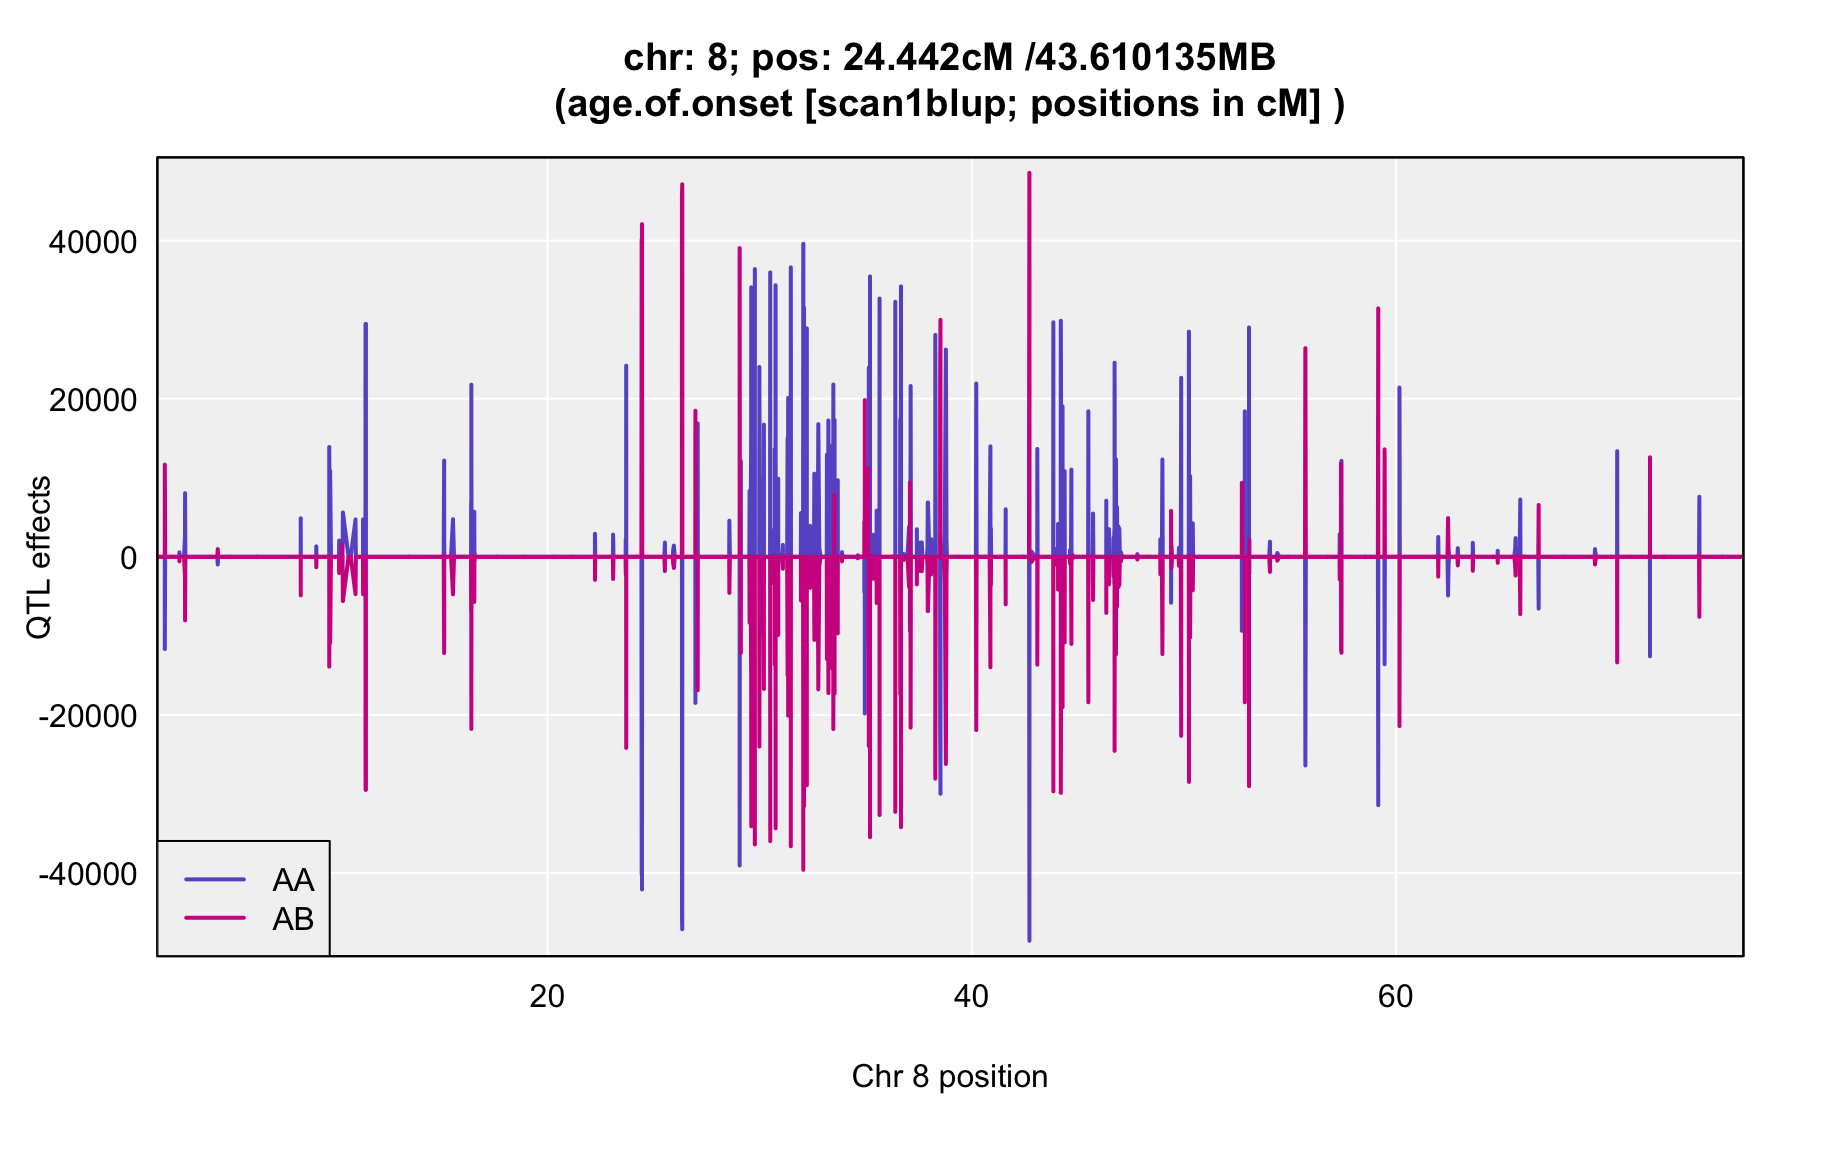 chr: 8; pos: 24.442cM /43.610135MB
(age.of.onset [scan1blup; positions in cM] )
QTL effects
40000
20000
0
-20000
-40000
AA
AB
20
40
60
Chr 8 position